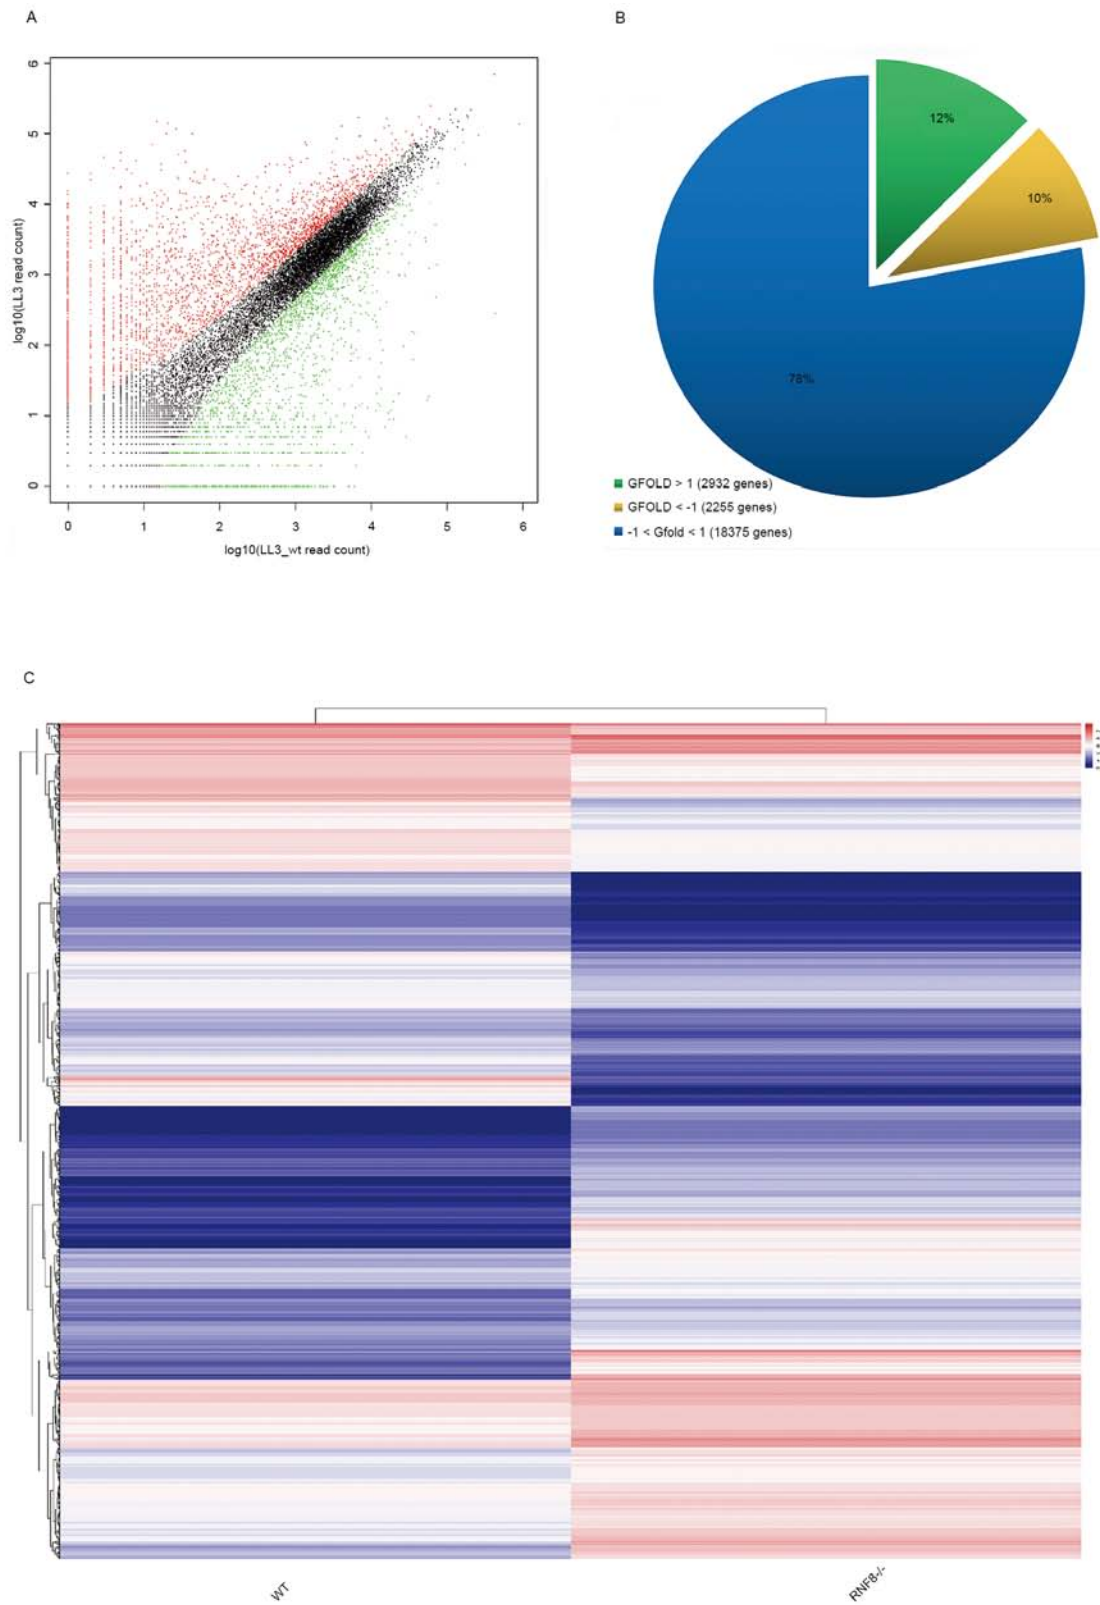 A
B
6
5
4
3
2
1
0
log10(LL3 read count)
0 1 2 3 4 5 6
log10(LL3_wt read count)
12%
10%
78%
GFOLD > 1 (2932 genes)
GFOLD < -1 (2255 genes)
-1 < Gfold < 1 (18375 genes)
C
WT
RNF8-/-